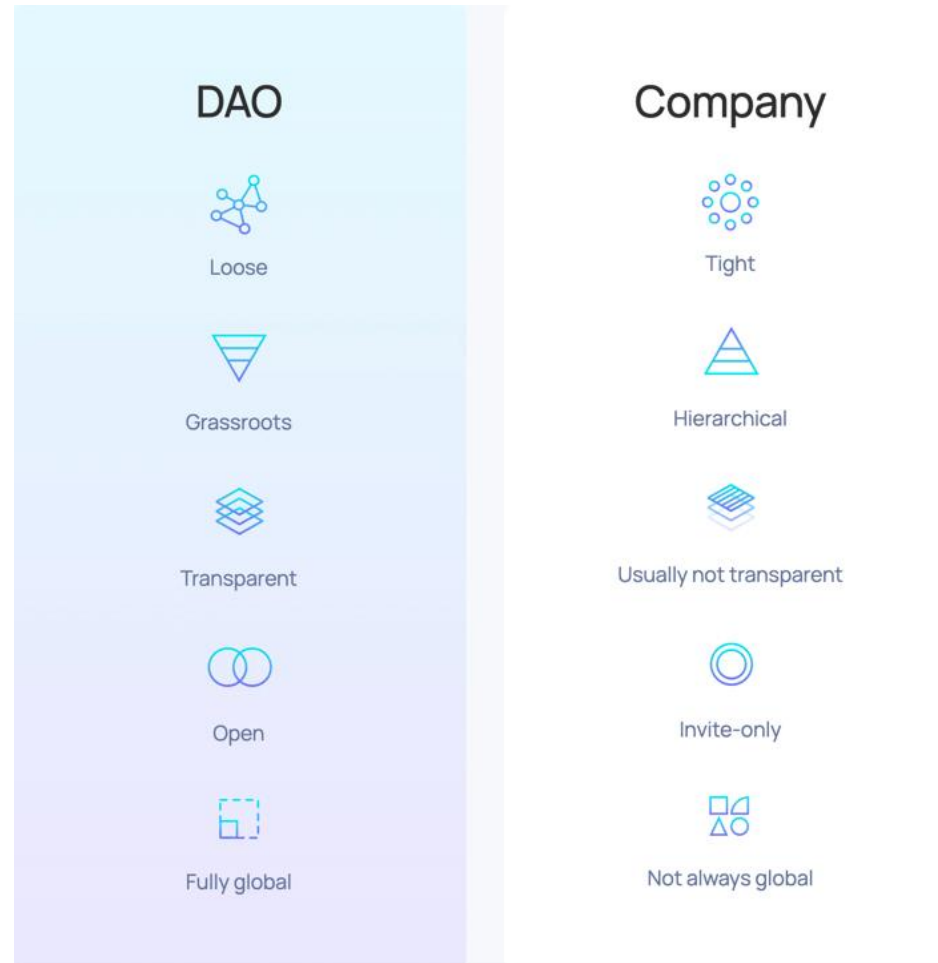 DAO
Loose
Grassroots
Transparent
Open
Fully global
Company
Tight
Hierarchical
Usually not transparent
Invite-only
Not always global